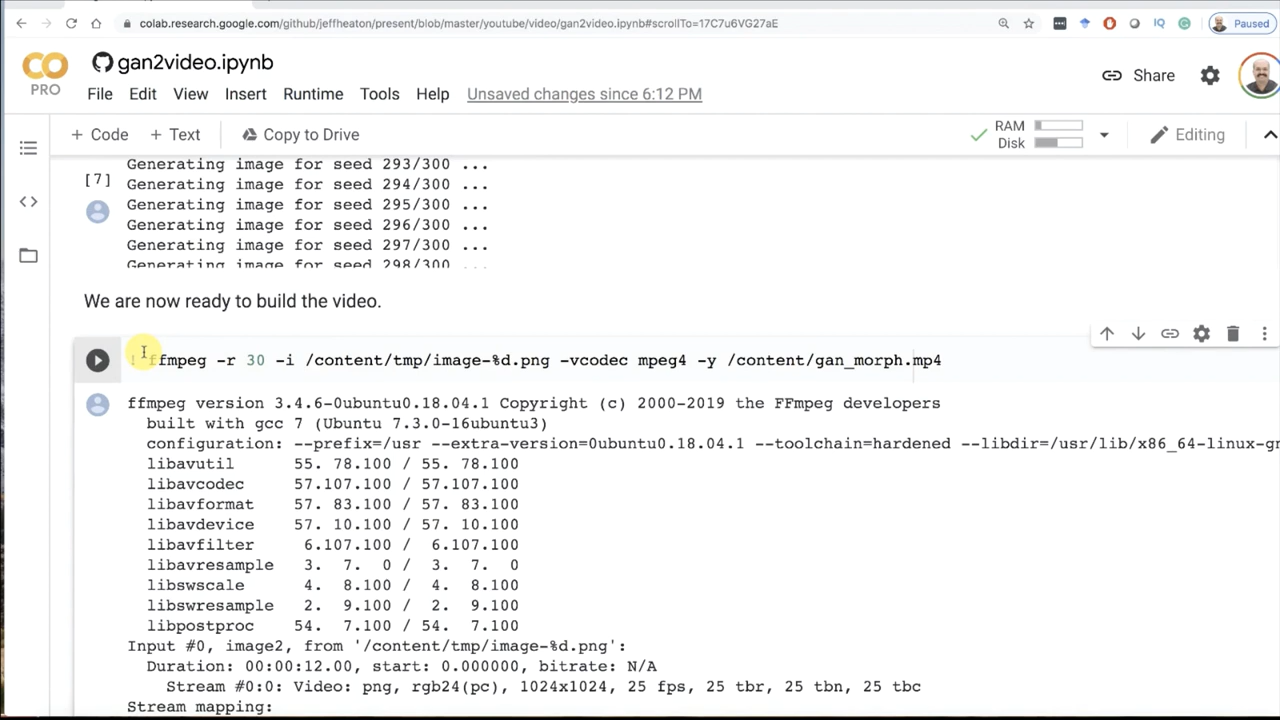 colab.research.google.com/github/jeffheaton/present/blob/master/youtube/video/gan2video.ipynb#scrollTo=17C7u6VG27aE
IQ
Paused
PRO
gan2video.ipynb
Share
File Edit View Insert Runtime Tools Help Unsaved changes since 6:12 PM
+ Code + Text Copy to Drive
RAM
Disk
Editing
Generating image for seed 293/300 ...
[7]
Generating image for seed 294/300 ...
Generating image for seed 295/300 ...
Generating image for seed 296/300 ...
Generating image for seed 297/300 ...
Generating image for seed 298/300 ...
We are now ready to build the video.
! ffmpeg -r 30 -i /content/tmp/image-%d.png -vcodec mpeg4 -y /content/gan_morph.mp4
ffmpeg version 3.4.6-0ubuntu0.18.04.1 Copyright (c) 2000-2019 the FFmpeg developers
built with gcc 7 (Ubuntu 7.3.0-16ubuntu3)
configuration: --prefix=/usr --extra-version=0ubuntu0.18.04.1 --toolchain=hardened --libdir=/usr/lib/x86_64-linux-gn
libavutil 55. 78.100 / 55. 78.100
libavcodec 57.107.100 / 57.107.100
libavformat 57. 83.100 / 57. 83.100
libavdevice 57. 10.100 / 57. 10.100
libavfilter 6.107.100 / 6.107.100
libavresample 3. 7. 0 / 3. 7. 0
libswscale 4. 8.100 / 4. 8.100
libswresample 2. 9.100 / 2. 9.100
libpostproc 54. 7.100 / 54. 7.100
Input #0, image2, from '/content/tmp/image-%d.png':
Duration: 00:00:12.00, start: 0.000000, bitrate: N/A
Stream #0:0: Video: png, rgb24(pc), 1024x1024, 25 fps, 25 tbr, 25 tbn, 25 tbc
Stream mapping: